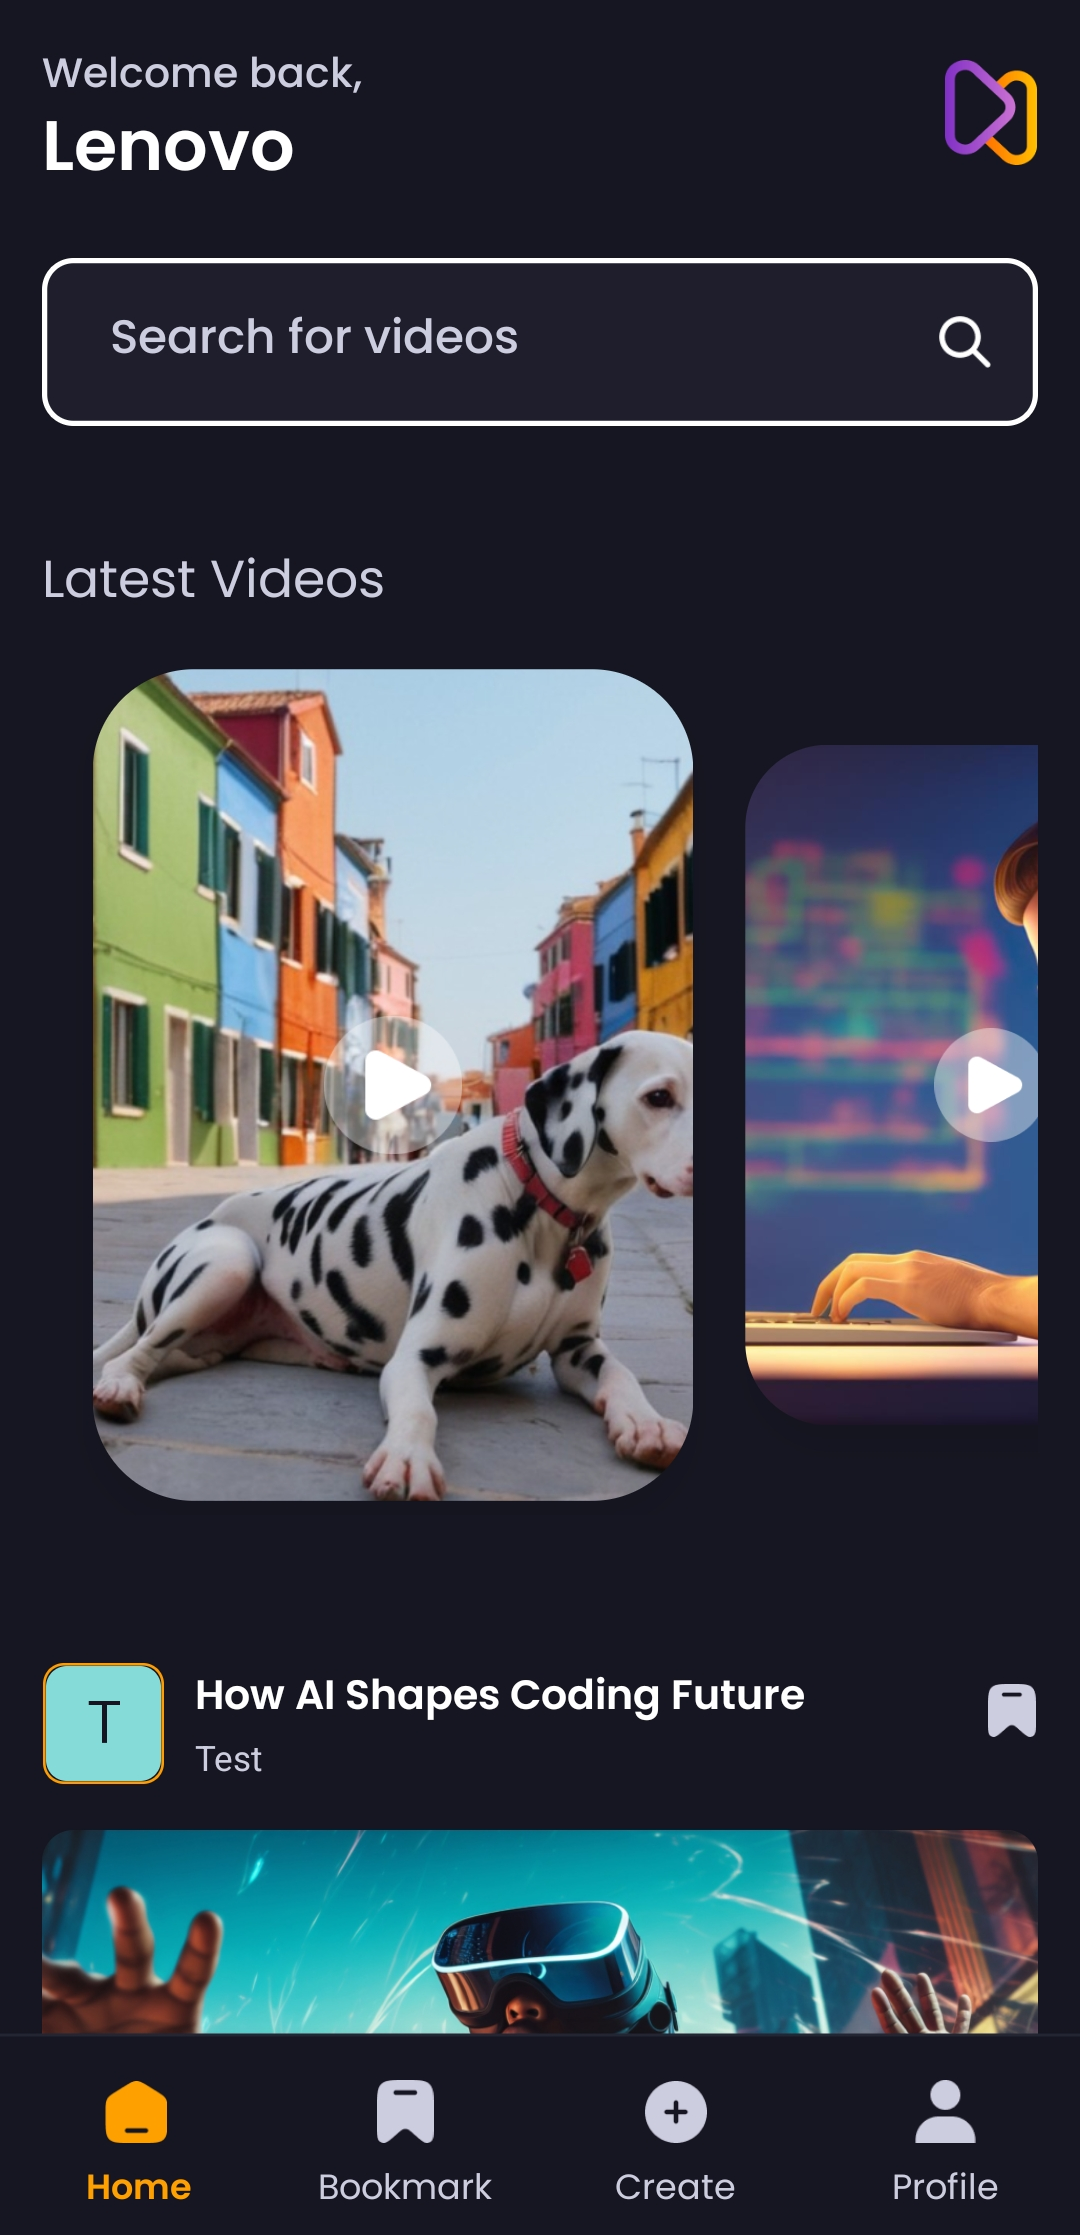 Welcome back,
Lenovo
Search for videos
Latest Videos
T
How AI Shapes Coding Future
Test
Home
Bookmark
Create
Profile